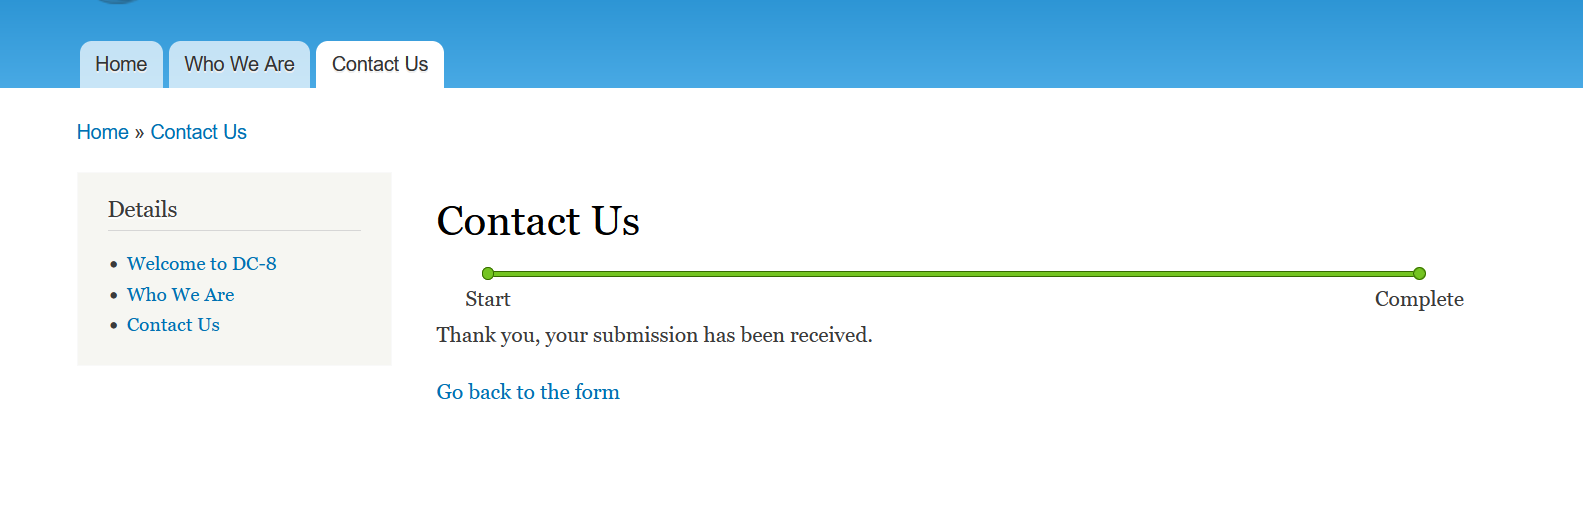 Home
Who We Are
Contact Us
Home » Contact Us
Details
Welcome to DC-8
Who We Are
Contact Us
Contact Us
Start
Complete
Thank you, your submission has been received.
Go back to the form